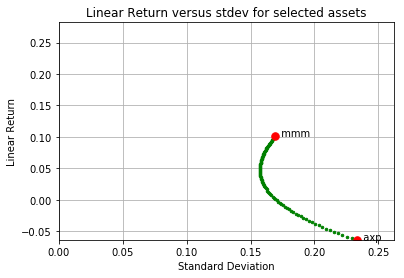 Linear Return versus stdev for selected assets
0.25
0.20
0.15
0.10
0.05
0.00
−0.05
Linear Return
mmm
axp
0.00 0.05 0.10 0.15 0.20 0.25
Standard Deviation